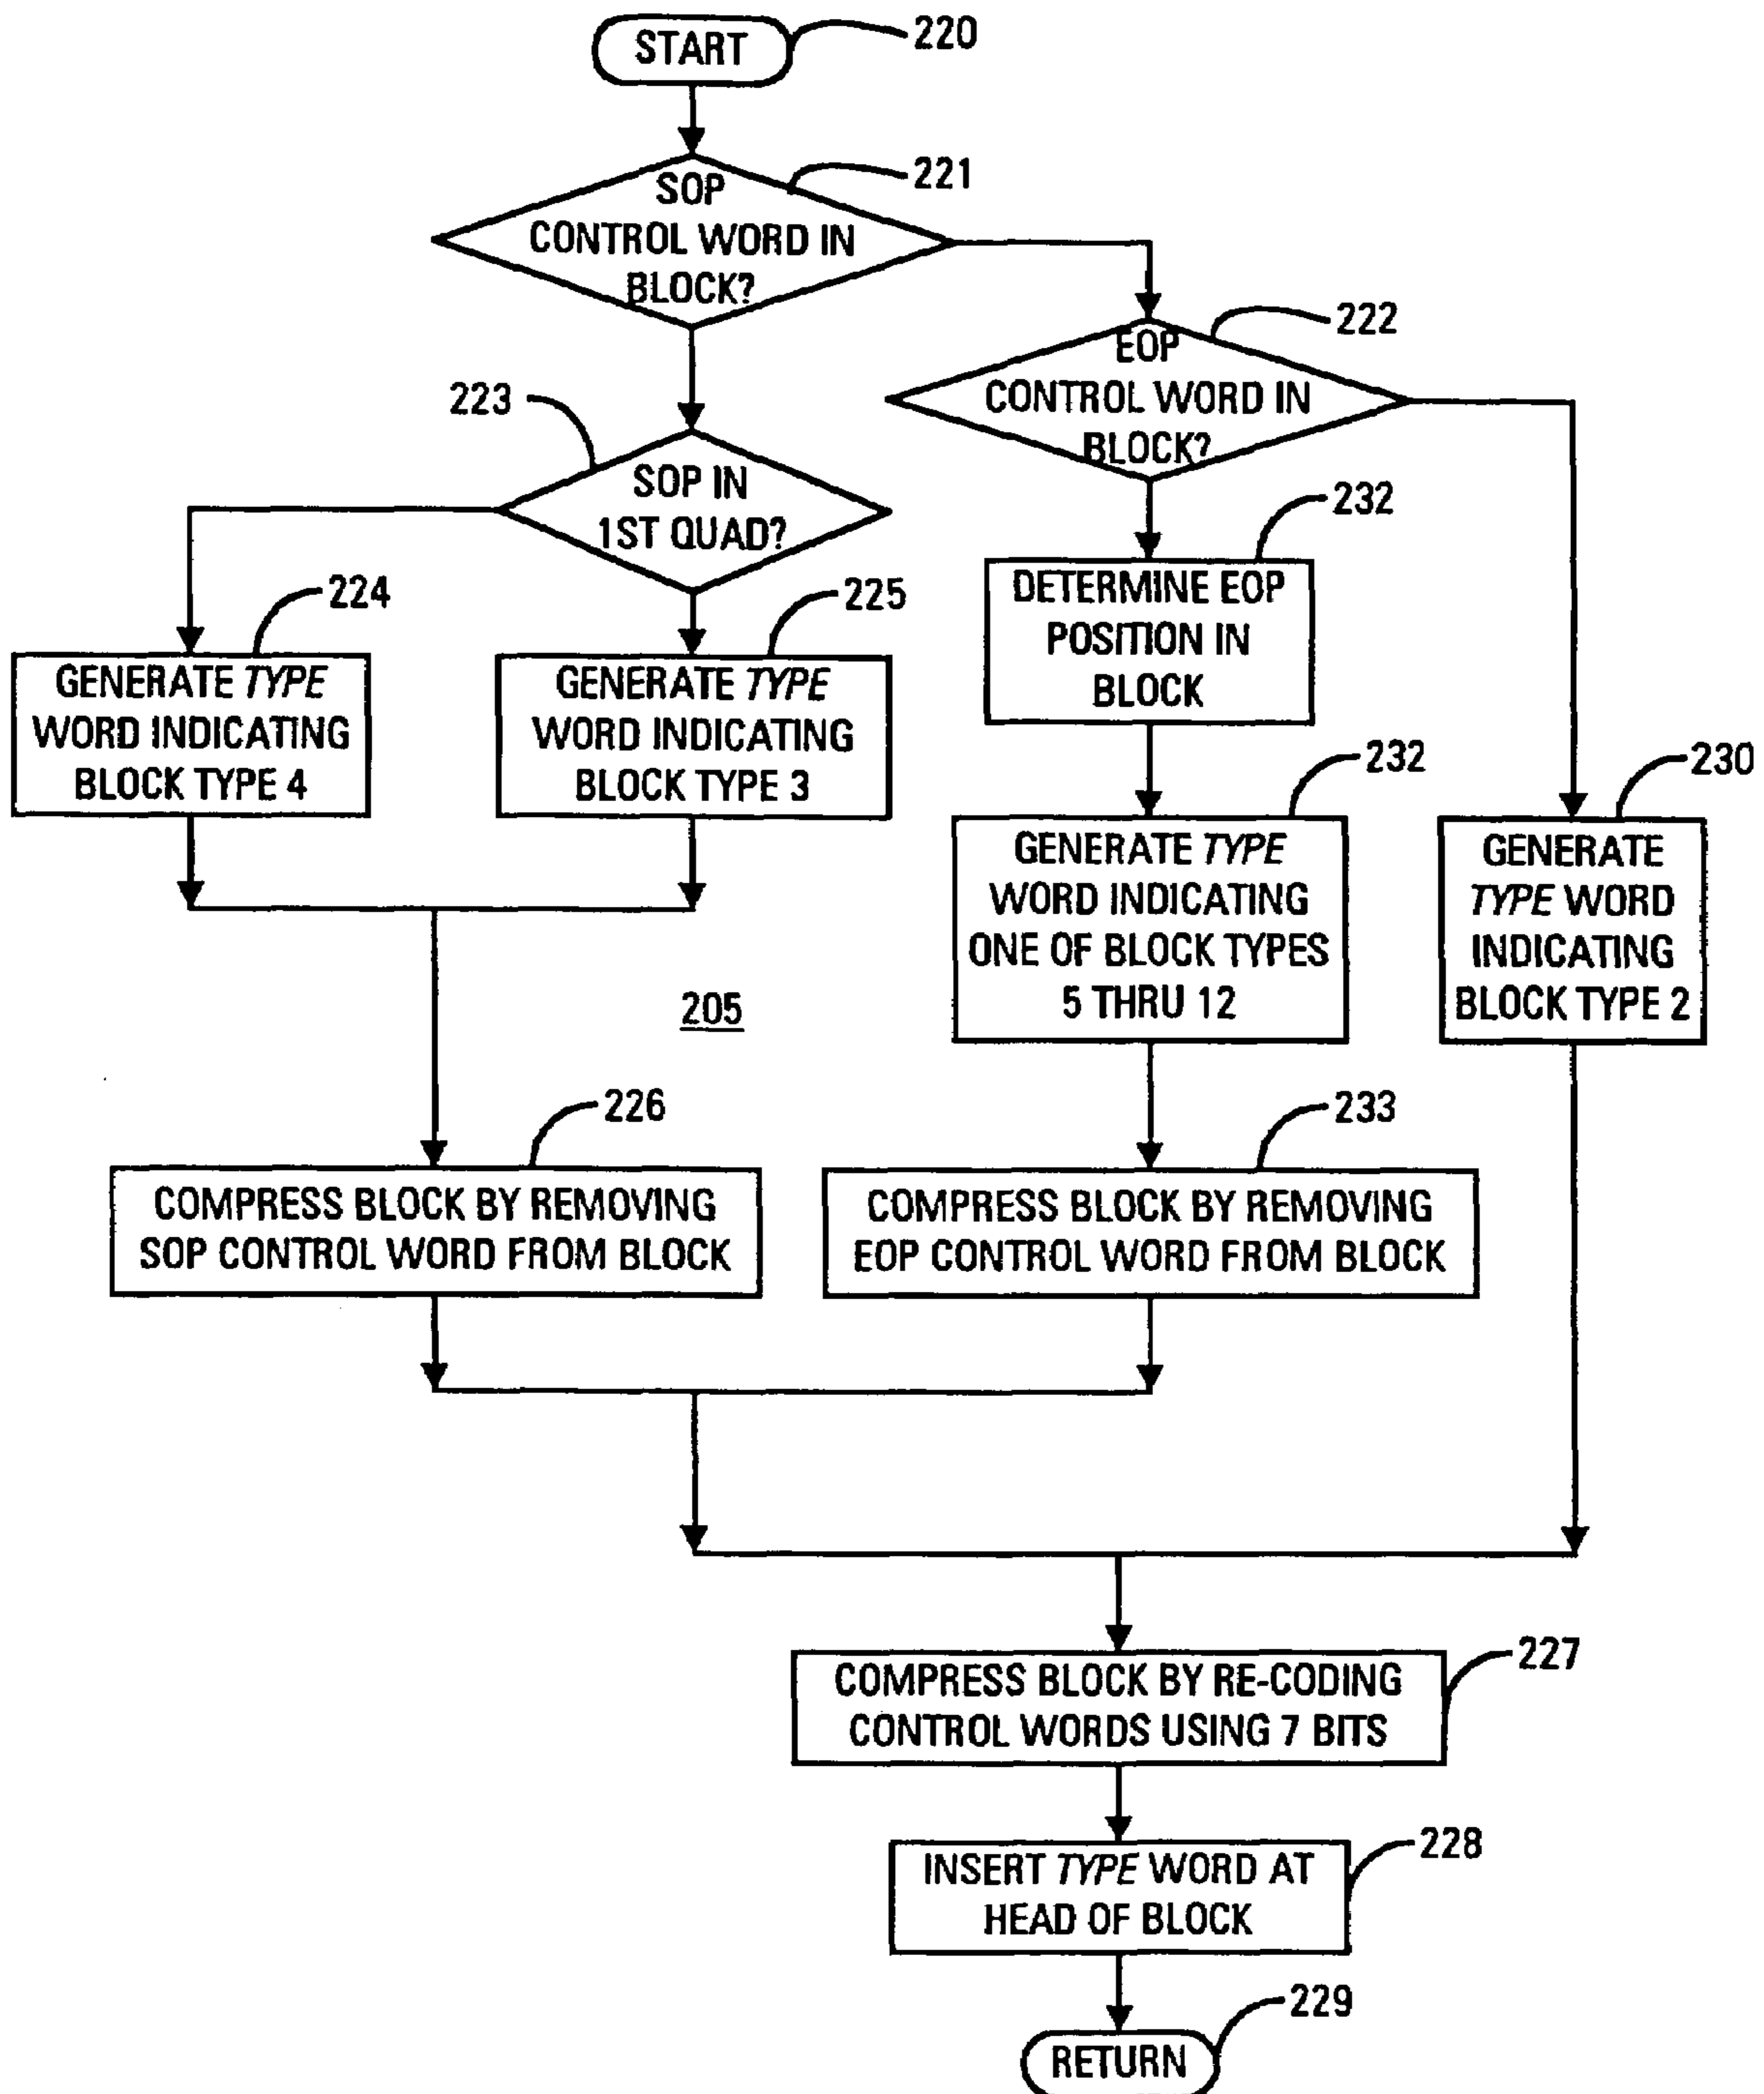 START
220
SOP
CONTROL WORD IN
BLOCK?
221
EOP
CONTROL WORD IN
BLOCK?
222
223
SOP IN
1ST QUAD?
232
DETERMINE EOP
POSITION IN
BLOCK
224
GENERATE TYPE
WORD INDICATING
BLOCK TYPE 4
225
GENERATE TYPE
WORD INDICATING
BLOCK TYPE 3
232
GENERATE TYPE
WORD INDICATING
ONE OF BLOCK TYPES
5 THRU 12
230
GENERATE
TYPE WORD
INDICATING
BLOCK TYPE 2
205
226
COMPRESS BLOCK BY REMOVING
SOP CONTROL WORD FROM BLOCK
233
COMPRESS BLOCK BY REMOVING
EOP CONTROL WORD FROM BLOCK
227
COMPRESS BLOCK BY RE-CODING
CONTROL WORDS USING 7 BITS
228
INSERT TYPE WORD AT
HEAD OF BLOCK
229
RETURN